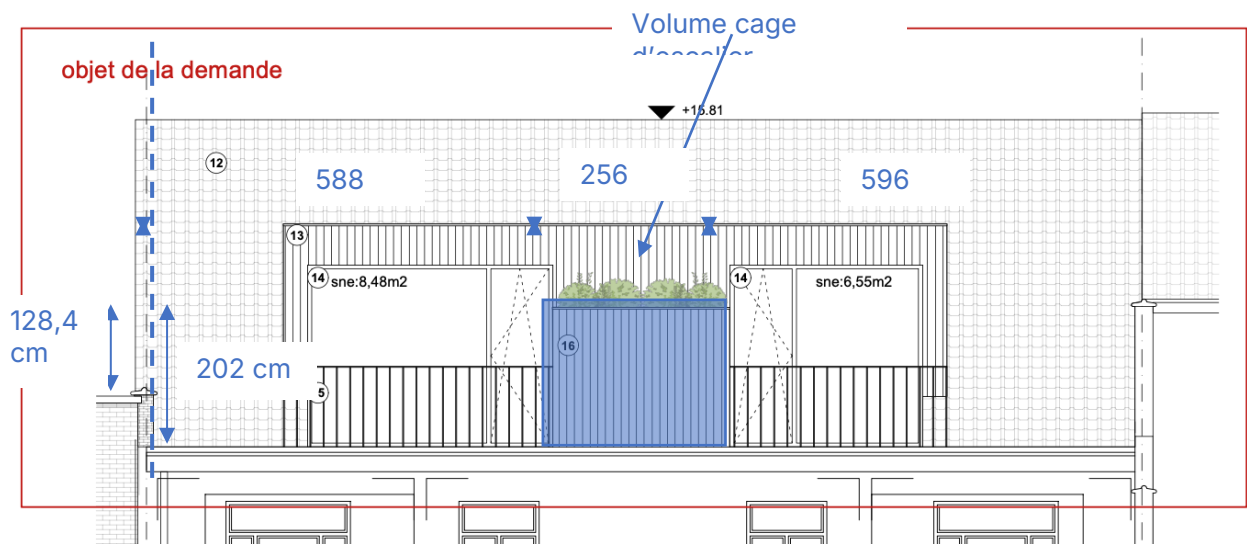 Volume cage
d'escalier
objet de la demande
+15.81
12
588
256
596
13
14 sne:8,48m2
14
sne:6,55m2
128,4
cm
16
202 cm
5